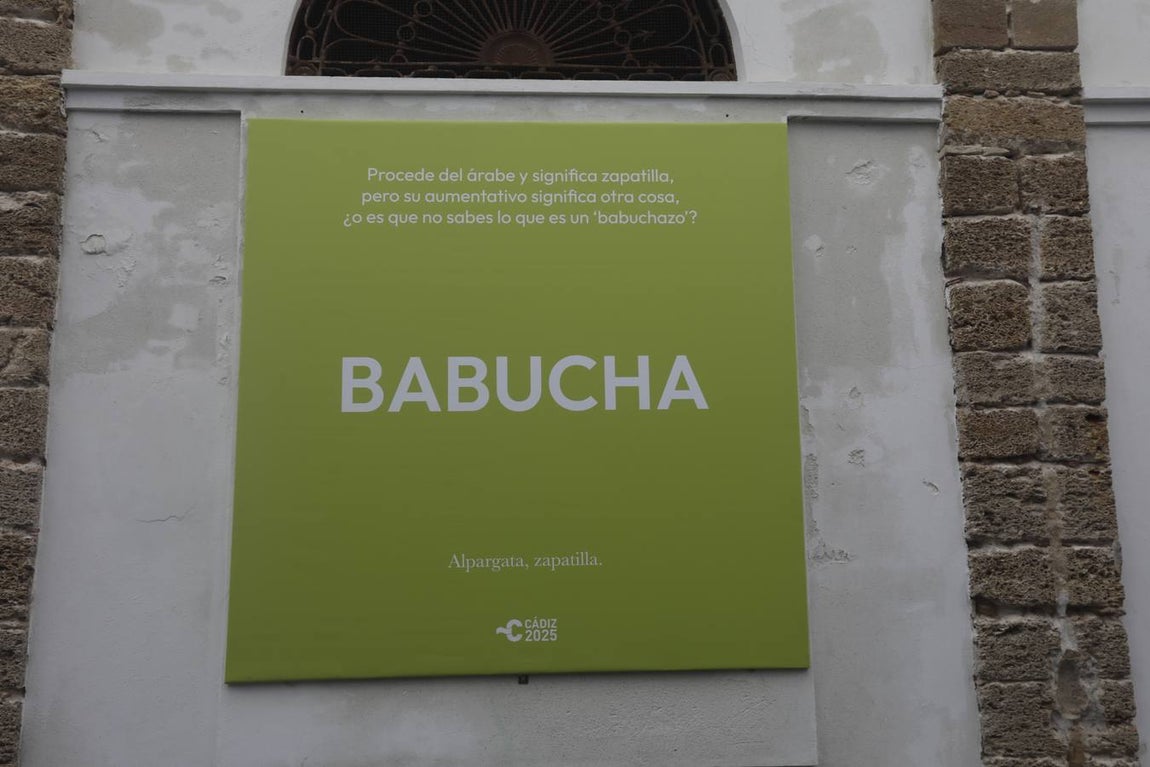 Procede del árabe y significa zapatilla,
pero su aumentativo significa otra cosa,
¿o es que no sabes lo que es un ‘babuchazo’?
BABUCHA
Alpargata, zapatilla.
CÁDIZ
2025